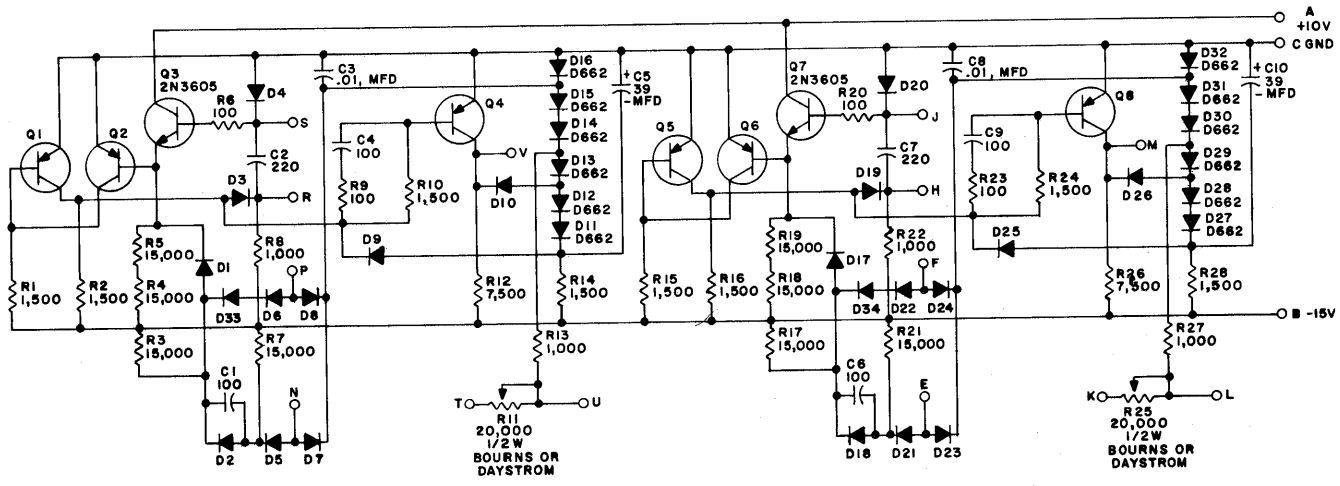 A
+10V
C GND
Q3
2N3605
R6
100
D4
S
C3
.01, MFD
Q4
D16
D662
D15
D662
D14
D662
D13
D662
D12
D662
D11
D662
+
C5
39
-MFD
Q1
Q2
C2
220
D3
R
C4
100
R9
100
R10
1,500
V
D10
D9
R5
15,000
R4
15,000
D1
R8
1,000
P
D33
D6
D8
R1
1,500
R2
1,500
R3
15,000
R7
15,000
R12
7,500
R14
1,500
R13
1,000
C1
100
N
D2
D5
D7
T
U
R11
20,000
1/2W
BOURNS OR
DAYSTROM
Q7
2N3605
R20
100
D20
J
C8
.01, MFD
Q8
D32
D662
D31
D662
D30
D662
D29
D662
D28
D662
D27
D662
+
C10
39
-MFD
Q5
Q6
C7
220
D19
H
C9
100
R23
100
R24
1,500
M
D26
D25
R19
15,000
R18
15,000
D17
R22
1,000
F
D34
D22
D24
R15
1,500
R16
1,500
R17
15,000
R21
15,000
R26
7,500
R28
1,500
B -15V
R27
1,000
C6
100
E
D18
D21
D23
K
L
R25
20,000
1/2W
BOURNS OR
DAYSTROM